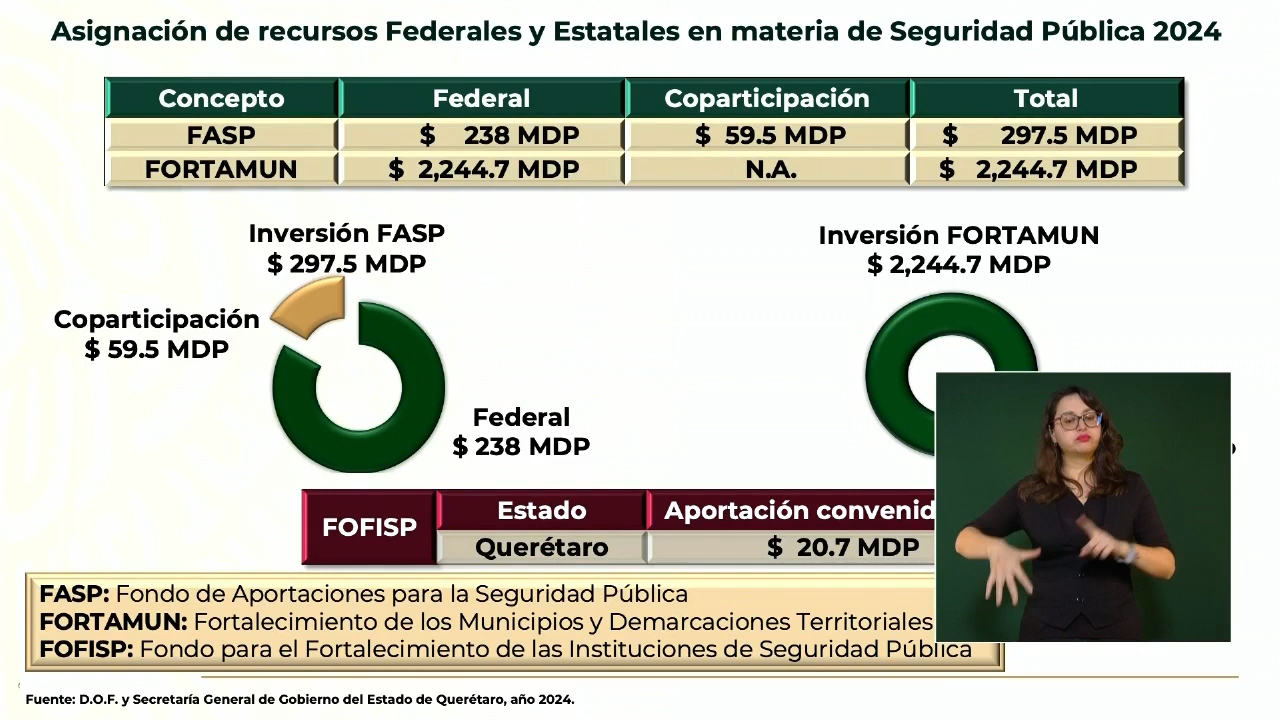 Asignación de recursos Federales y Estatales en materia de Seguridad Pública 2024
Concepto Federal Coparticipación Total
FASP $ 238 MDP $ 59.5 MDP $ 297.5 MDP
FORTAMUN $ 2,244.7 MDP N.A. $ 2,244.7 MDP
Inversión FASP
$ 297.5 MDP
Coparticipación
$ 59.5 MDP
Federal
$ 238 MDP
Inversión FORTAMUN
$ 2,244.7 MDP
FOFISP
Estado Aportación
Querétaro $ 20.7 MDP
FASP: Fondo de Aportaciones para la Seguridad Pública
FORTAMUN: Fortalecimiento de los Municipios y Demarcaciones Territoriales
FOFISP: Fondo para el Fortalecimiento de las Instituciones de Seguridad Pública
Fuente: D.O.F. y Secretaría General de Gobierno del Estado de Querétaro, año 2024.